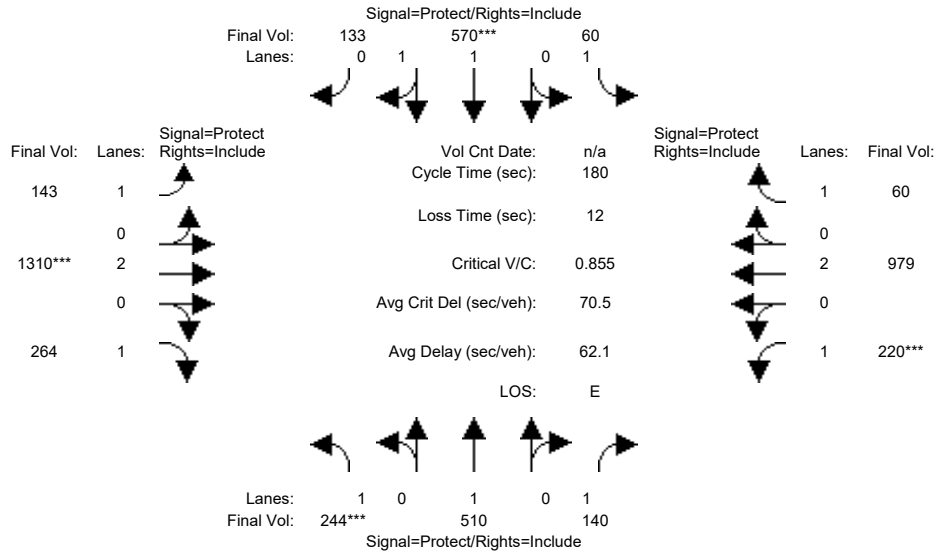 Signal=Protect/Rights=Include
Final Vol: 133 570*** 60
Lanes: 0 1 1 0 1
Signal=Protect
Final Vol: Lanes: Rights=Include
Vol Cnt Date: n/a
Signal=Protect
Rights=Include Lanes: Final Vol:
Cycle Time (sec): 180
143 1
1 60
Loss Time (sec): 12
0
0
1310*** 2
Critical V/C: 0.855
2 979
0
Avg Crit Del (sec/veh): 70.5
0
264 1
Avg Delay (sec/veh): 62.1
1 220***
LOS: E
Lanes: 1 0 1 0 1
Final Vol: 244*** 510 140
Signal=Protect/Rights=Include